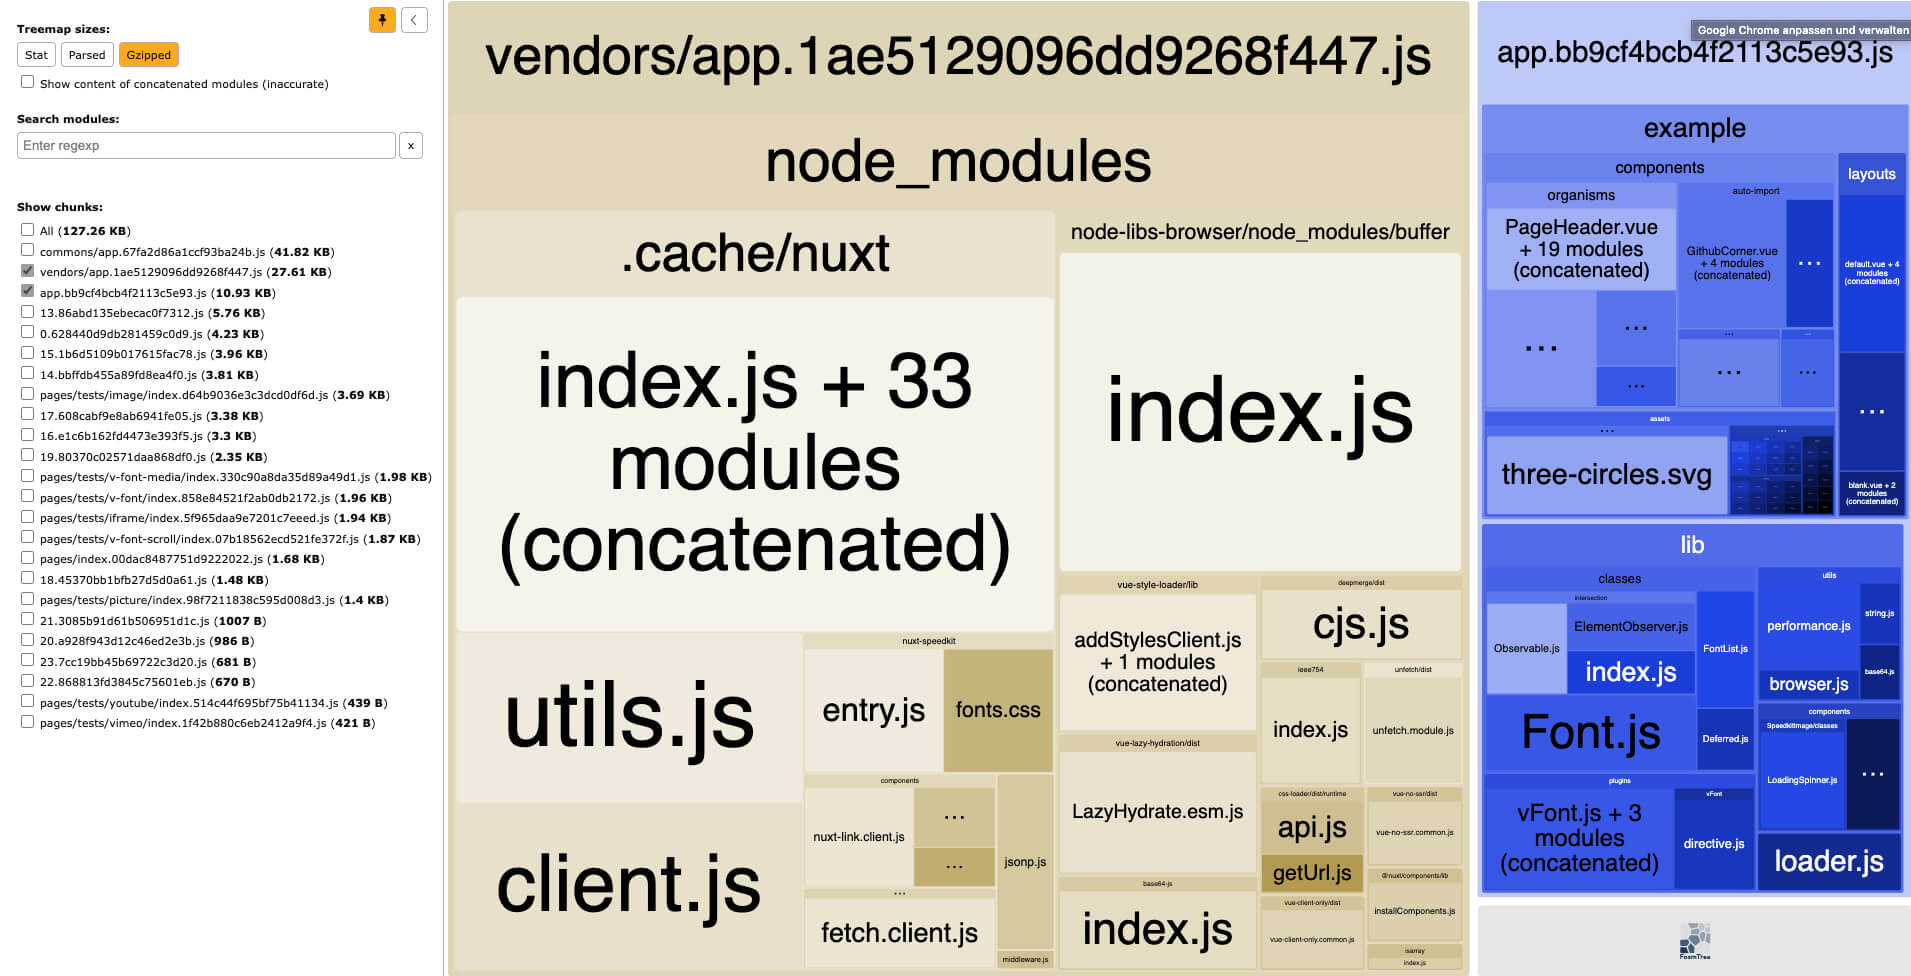 Treemap sizes:
Stat
Parsed
Gzipped
Show content of concatenated modules (inaccurate)
Search modules:
Enter regexp
x
Show chunks:
All (127.26 KB)
commons/app.67fa2d86a1ccf93ba24b.js (41.82 KB)
vendors/app.1ae5129096dd9268f447.js (27.61 KB)
app.bb9cf4bcb4f2113c5e93.js (10.93 KB)
13.86abd135ebecac0f7312.js (5.76 KB)
0.628440d9db281459c0d9.js (4.23 KB)
15.1b6d5109b017615fac78.js (3.96 KB)
14.bbffdb455a89fd8ea4f0.js (3.81 KB)
pages/tests/image/index.d64b9036e3c3dcd0df6d.js (3.69 KB)
17.608cabf9e8ab6941fe05.js (3.38 KB)
16.e1c6b162fd4473e393f5.js (3.3 KB)
19.80370c02571daa868df0.js (2.35 KB)
pages/tests/v-font-media/index.330c90a8da35d89a49d1.js (1.98 KB)
pages/tests/v-font/index.858e84521f2ab0db2172.js (1.96 KB)
pages/tests/iframe/index.5f965daa9e7201c7eeed.js (1.94 KB)
pages/tests/v-font-scroll/index.07b18562ecd521fe372f.js (1.87 KB)
pages/index.00dac8487751d9222022.js (1.68 KB)
18.45370bb1bfb27d5d0a61.js (1.48 KB)
pages/tests/picture/index.98f7211838c595d008d3.js (1.4 KB)
21.3085b91d61b506951d1c.js (1007 B)
20.a928f943d12c46ed2e3b.js (986 B)
23.7cc19bb45b69722c3d20.js (681 B)
22.868813fd3845c75601eb.js (670 B)
pages/tests/youtube/index.514c44f695bf75b41134.js (439 B)
pages/tests/vimeo/index.1f42b880c6eb2412a9f4.js (421 B)
vendors/app.1ae5129096dd9268f447.js
node_modules
.cache/nuxt
index.js + 33
modules
(concatenated)
utils.js
client.js
nuxt-speedkit
entry.js
fonts.css
components
nuxt-link.client.js
...
...
jsonp.js
...
fetch.client.js
middleware.js
node-libs-browser/node_modules/buffer
index.js
vue-style-loader/lib
addStylesClient.js
+ 1 modules
(concatenated)
vue-lazy-hydration/dist
LazyHydrate.esm.js
base64-js
index.js
deepmerge/dist
cjs.js
ieee754
index.js
unfetch/dist
unfetch.module.js
css-loader/dist/runtime
api.js
getUrl.js
vue-client-only/dist
vue-client-only.common.js
vue-no-ssr/dist
vue-no-ssr.common.js
@nuxt/components/lib
installComponents.js
isarray
index.js
Google Chrome anpassen und verwalten
app.bb9cf4bcb4f2113c5e93.js
example
components
organisms
PageHeader.vue
+ 19 modules
(concatenated)
...
...
...
auto-import
GithubCorner.vue
+ 4 modules
(concatenated)
...
...
...
...
...
layouts
default.vue + 4
modules
(concatenated)
...
blank.vue + 2
modules
(concatenated)
assets
...
three-circles.svg
...
lib
classes
intersection
Observable.js
ElementObserver.js
index.js
FontList.js
Font.js
Deferred.js
plugins
vFont.js + 3
modules
(concatenated)
vFont
directive.js
utils
performance.js
string.js
browser.js
base64.js
components
SpeedkitImage/classes
LoadingSpinner.js
...
loader.js
FoamTree